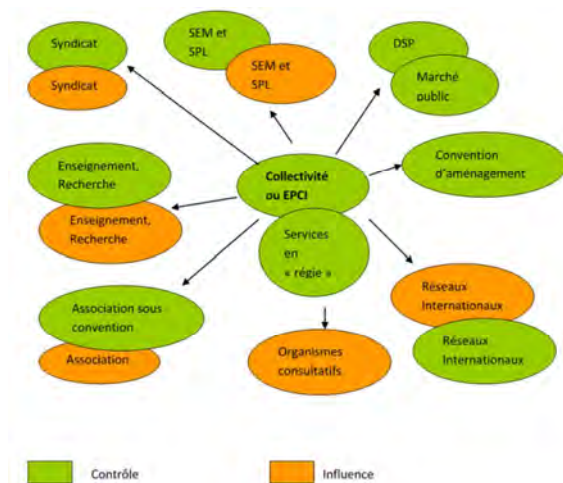 Syndicat
Syndicat
SEM et
SPL
SEM et
SPL
DSP
Marché
public
Enseignement,
Recherche
Enseignement,
Recherche
Collectivité
ou EPCI
Convention
d'aménagement
Services
en
« régie »
Association sous
convention
Association
Organismes
consultatifs
Réseaux
Internationaux
Réseaux
Internationaux
Contrôle
Influence